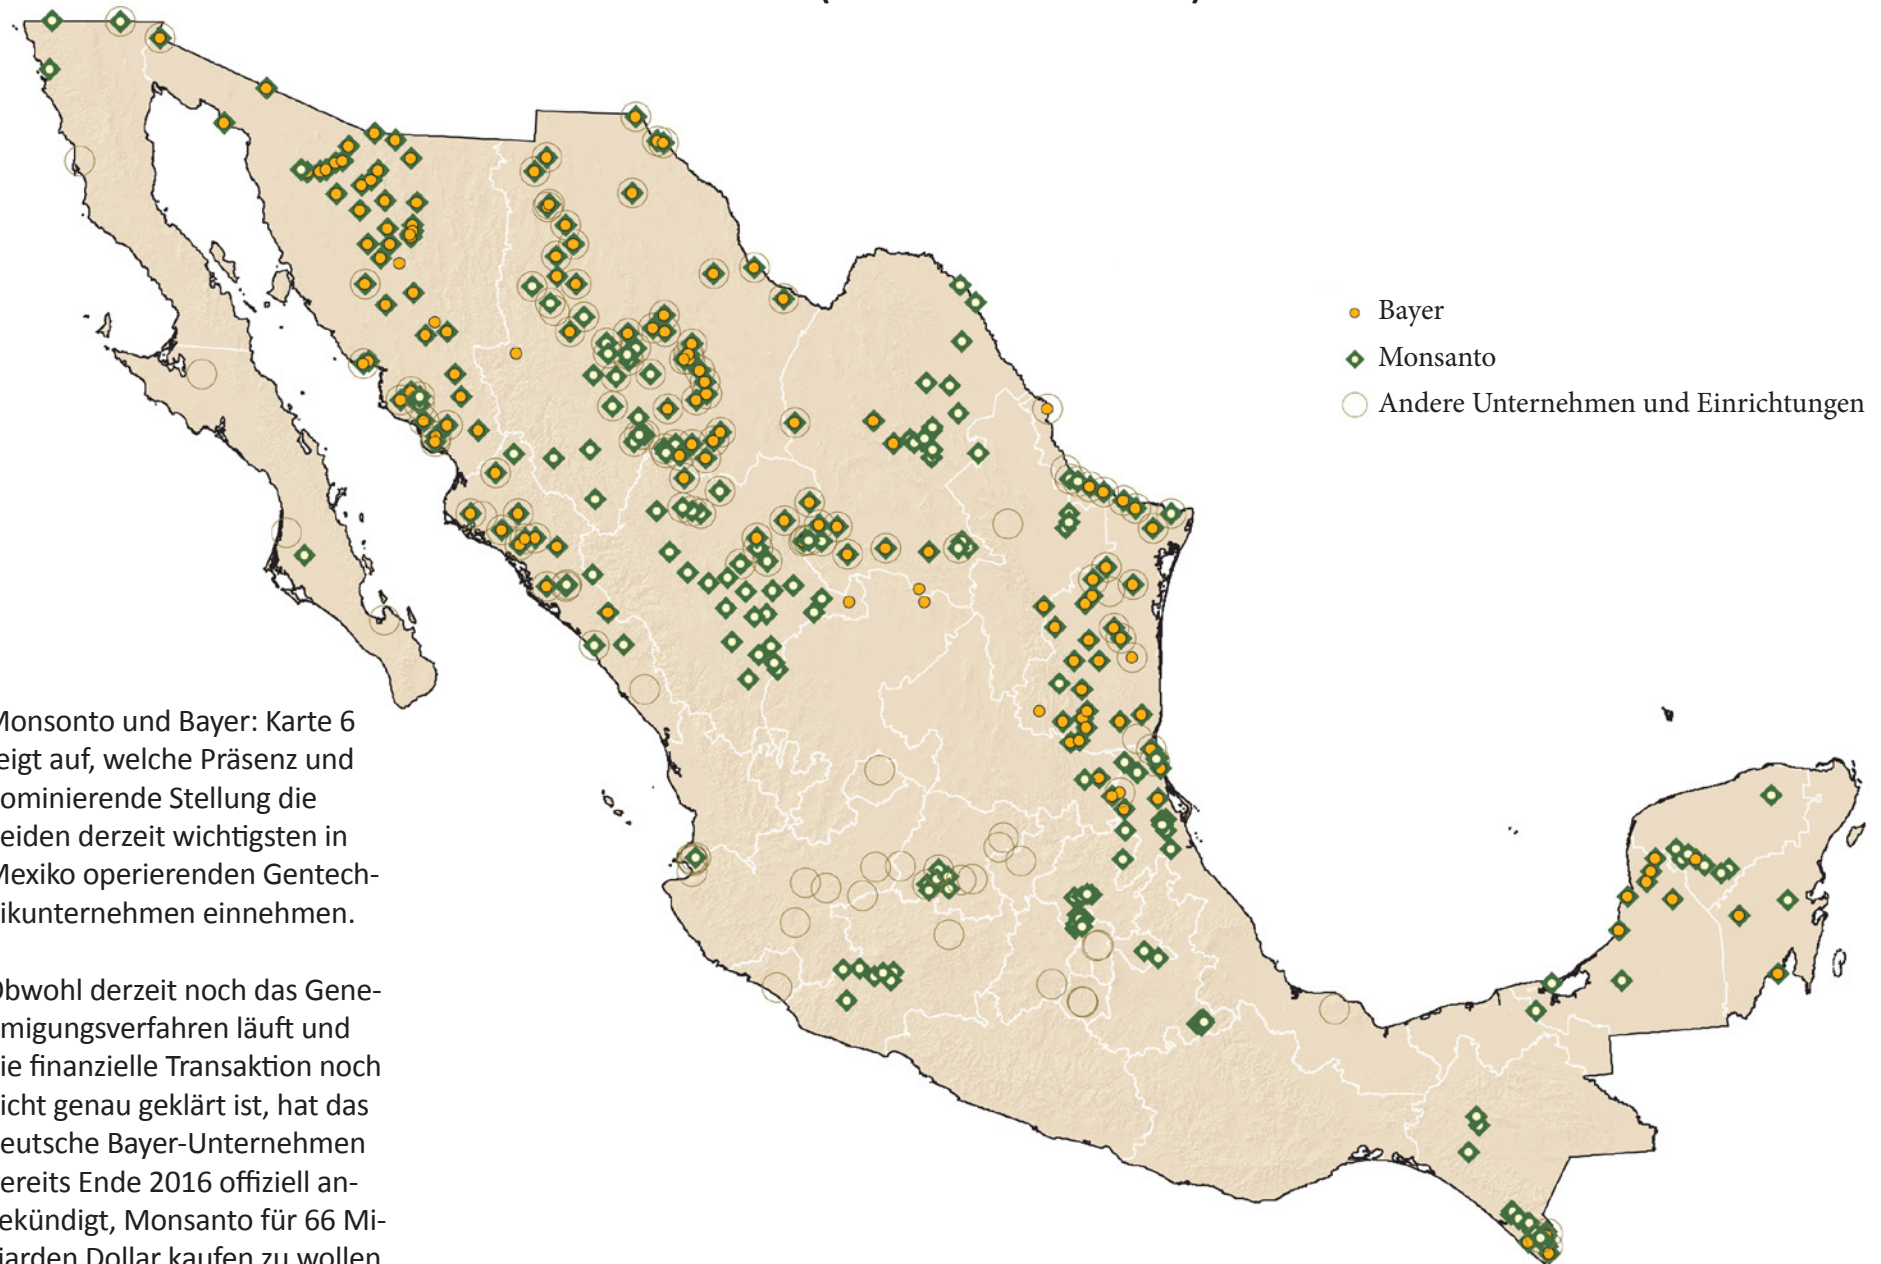 Bayer
Monsanto
Andere Unternehmen und Einrichtungen
Monsonto und Bayer: Karte 6
eigt auf, welche Präsenz und
ominierende Stellung die
eiden derzeit wichtigsten in
Mexiko operierenden Gentech-
ikunternehmen einnehmen.
Obwohl derzeit noch das Gene-
migungsverfahren läuft und
ie finanzielle Transaktion noch
icht genau geklärt ist, hat das
eutsche Bayer-Unternehmen
ereits Ende 2016 offiziell an-
ekündigt, Monsanto für 66 Mi-
iarden Dollar kaufen zu wollen